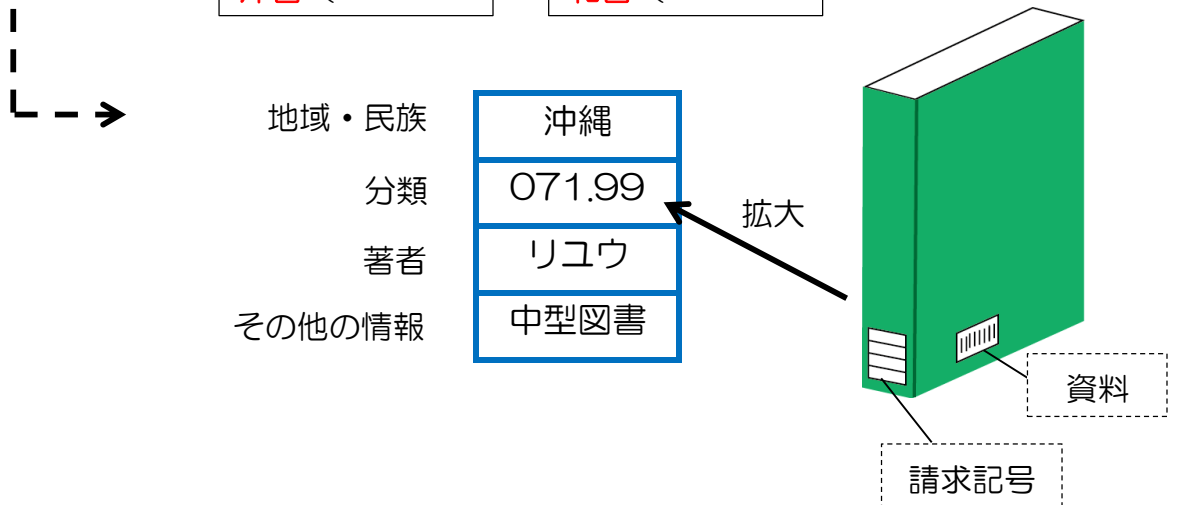 地域・民族 沖縄
分類 071.99
著者 リユウ
その他の情報 中型図書
拡大
資料
請求記号